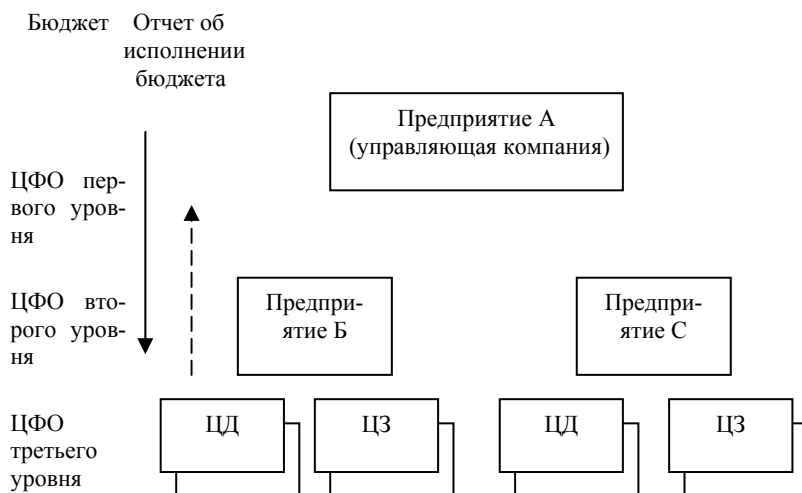 Бюджет
Отчет об
исполнении
бюджета
Предприятие А
(управляющая компания)
ЦФО пер-
вого уров-
ня
ЦФО вто-
рого уров-
ня
Предпри-
ятие Б
Предпри-
ятие С
ЦФО
третьего
уровня
ЦД
ЦЗ
ЦД
ЦЗ